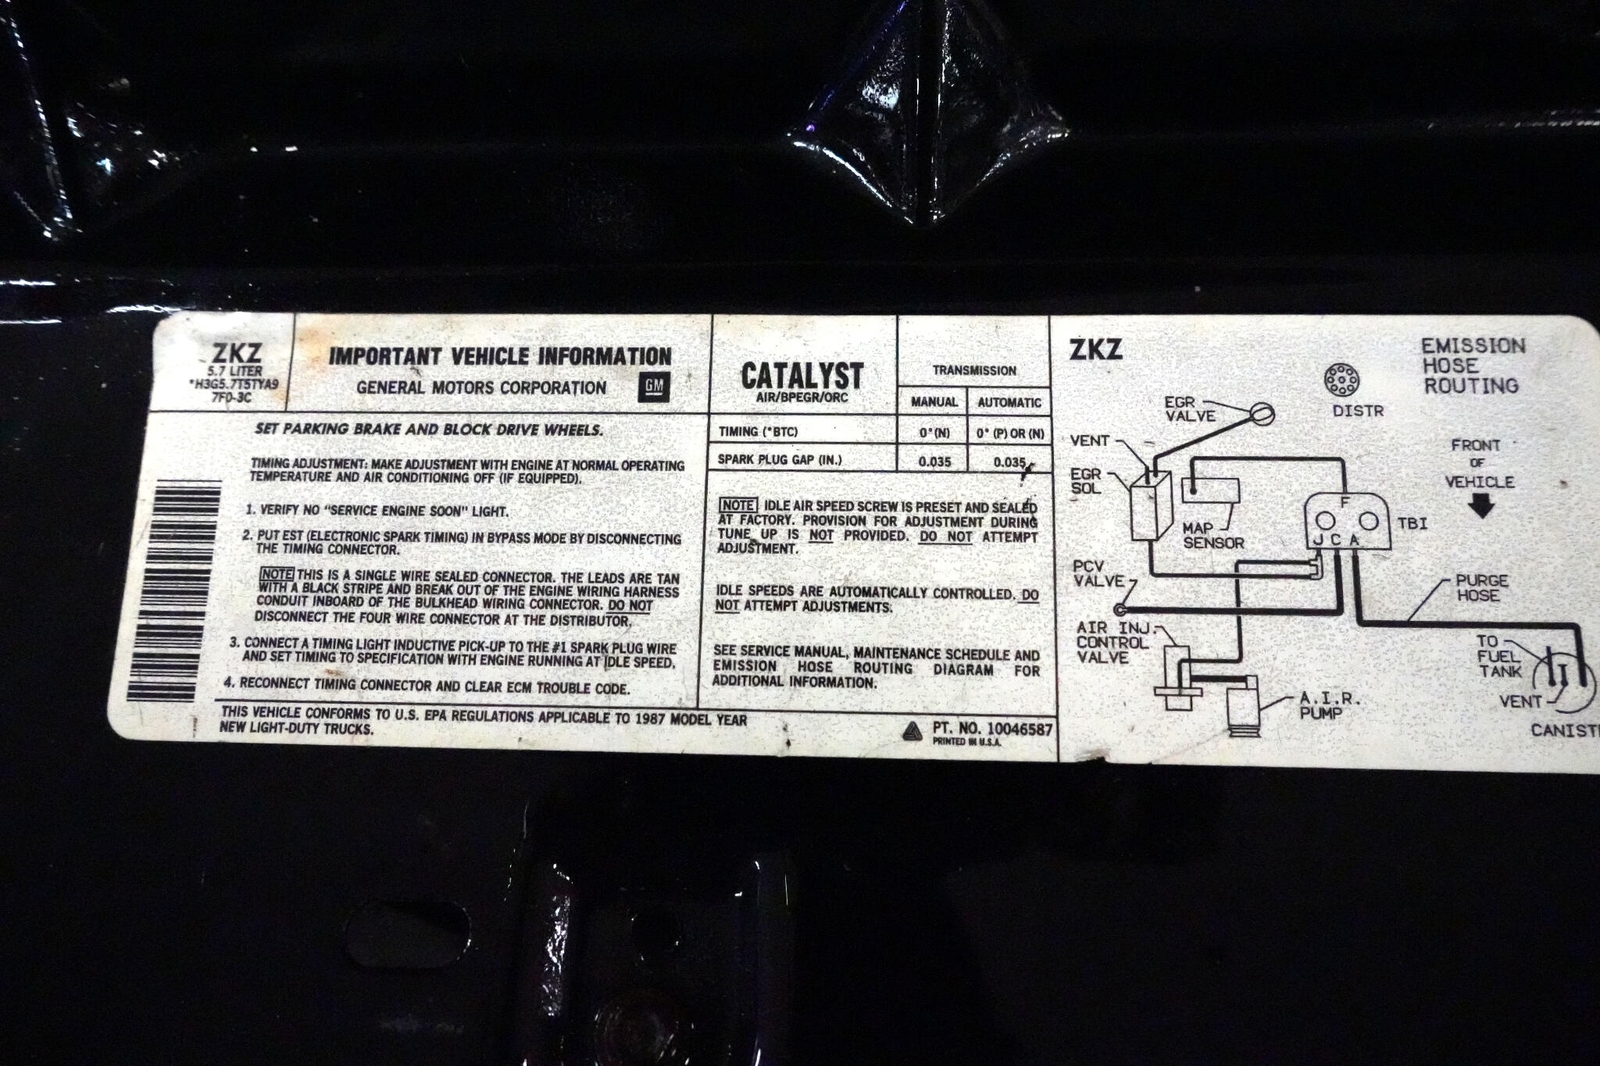 ZKZ
5.7 LITER
*H3G5.7T5TYA9
7F0-3C
IMPORTANT VEHICLE INFORMATION
GENERAL MOTORS CORPORATION GM
SET PARKING BRAKE AND BLOCK DRIVE WHEELS.
TIMING ADJUSTMENT: MAKE ADJUSTMENT WITH ENGINE AT NORMAL OPERATING
TEMPERATURE AND AIR CONDITIONING OFF (IF EQUIPPED).
1. VERIFY NO "SERVICE ENGINE SOON" LIGHT.
2. PUT EST (ELECTRONIC SPARK TIMING) IN BYPASS MODE BY DISCONNECTING
THE TIMING CONNECTOR.
NOTE THIS IS A SINGLE WIRE SEALED CONNECTOR. THE LEADS ARE TAN
WITH A BLACK STRIPE AND BREAK OUT OF THE ENGINE WIRING HARNESS
CONDUIT INBOARD OF THE BULKHEAD WIRING CONNECTOR. DO NOT
DISCONNECT THE FOUR WIRE CONNECTOR AT THE DISTRIBUTOR.
3. CONNECT A TIMING LIGHT INDUCTIVE PICK-UP TO THE #1 SPARK PLUG WIRE
AND SET TIMING TO SPECIFICATION WITH ENGINE RUNNING AT IDLE SPEED.
4. RECONNECT TIMING CONNECTOR AND CLEAR ECM TROUBLE CODE.
THIS VEHICLE CONFORMS TO U.S. EPA REGULATIONS APPLICABLE TO 1987 MODEL YEAR
NEW LIGHT-DUTY TRUCKS.
CATALYST
AIR/BPEGR/ORC
TRANSMISSION
MANUAL AUTOMATIC
TIMING (°BTC) 0° (N) 0° (P) OR (N)
SPARK PLUG GAP (IN.) 0.035 0.035
NOTE IDLE AIR SPEED SCREW IS PRESET AND SEALED
AT FACTORY. PROVISION FOR ADJUSTMENT DURING
TUNE UP IS NOT PROVIDED. DO NOT ATTEMPT
ADJUSTMENT.
IDLE SPEEDS ARE AUTOMATICALLY CONTROLLED. DO
NOT ATTEMPT ADJUSTMENTS.
SEE SERVICE MANUAL, MAINTENANCE SCHEDULE AND
EMISSION HOSE ROUTING DIAGRAM FOR
ADDITIONAL INFORMATION.
PT. NO. 10046587
PRINTED IN U.S.A.
ZKZ
EMISSION
HOSE
ROUTING
DISTR
EGR
VALVE
VENT
EGR
SOL
MAP
SENSOR
F
J C A
TBI
FRONT
OF
VEHICLE
PCV
VALVE
PURGE
HOSE
AIR INJ.
CONTROL
VALVE
A.I.R.
PUMP
TO
FUEL
TANK
VENT
CANIST